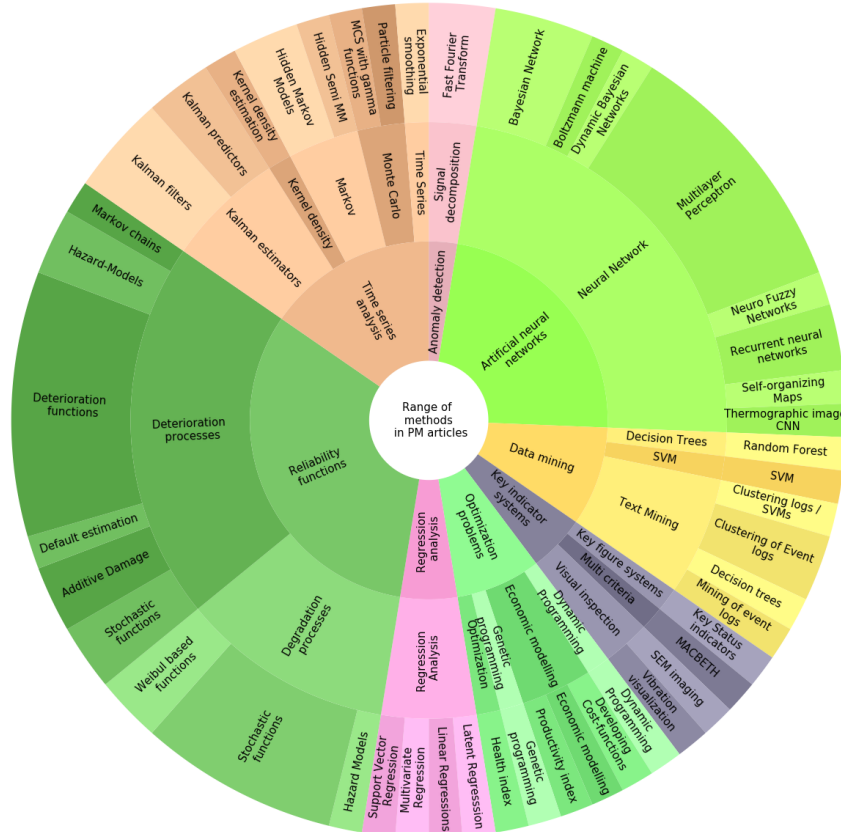 Range of
methods
in PM articles
Anomaly detection
Signal
decomposition
Fast Fourier
Transform
Artificial neural
networks
Neural Network
Bayesian Network
Boltzmann machine
Dynamic Bayesian
Networks
Multilayer
Perceptron
Neuro Fuzzy
Networks
Recurrent neural
networks
Self-organizing
Maps
Thermographic image
CNN
Data mining
Decision Trees
Random Forest
SVM
SVM
Text Mining
Clustering logs /
SVMs
Clustering of Event
logs
Decision trees
Mining of event
logs
Key indicator
systems
Key figure systems
Key Status
indicators
Multi criteria
MACBETH
Visual inspection
SEM imaging
Vibration
visualization
Optimization
problems
Dynamic
Programming
Dynamic
Programming
Economic modelling
Developing
Cost-functions
Economic modelling
Productivity index
Genetic
programming
Genetic
programming
Optimization
Health index
Regression
analysis
Regression
Analysis
Latent Regresssion
Linear Regressions
Multivariate
Regression
Support Vector
Regression
Reliability
functions
Degradation
processes
Hazard Models
Stochastic
functions
Weibul based
functions
Deterioration
processes
Stochastic
functions
Additive Damage
Default estimation
Deterioration
functions
Hazard-Models
Markov chains
Time series
analysis
Kalman estimators
Kalman filters
Kalman predictors
Kernel density
Kernel density
estimation
Markov
Hidden Markov
Models
Hidden Semi MM
Monte Carlo
MCS with gamma
functions
Particle filtering
Time Series
Exponential
smoothing